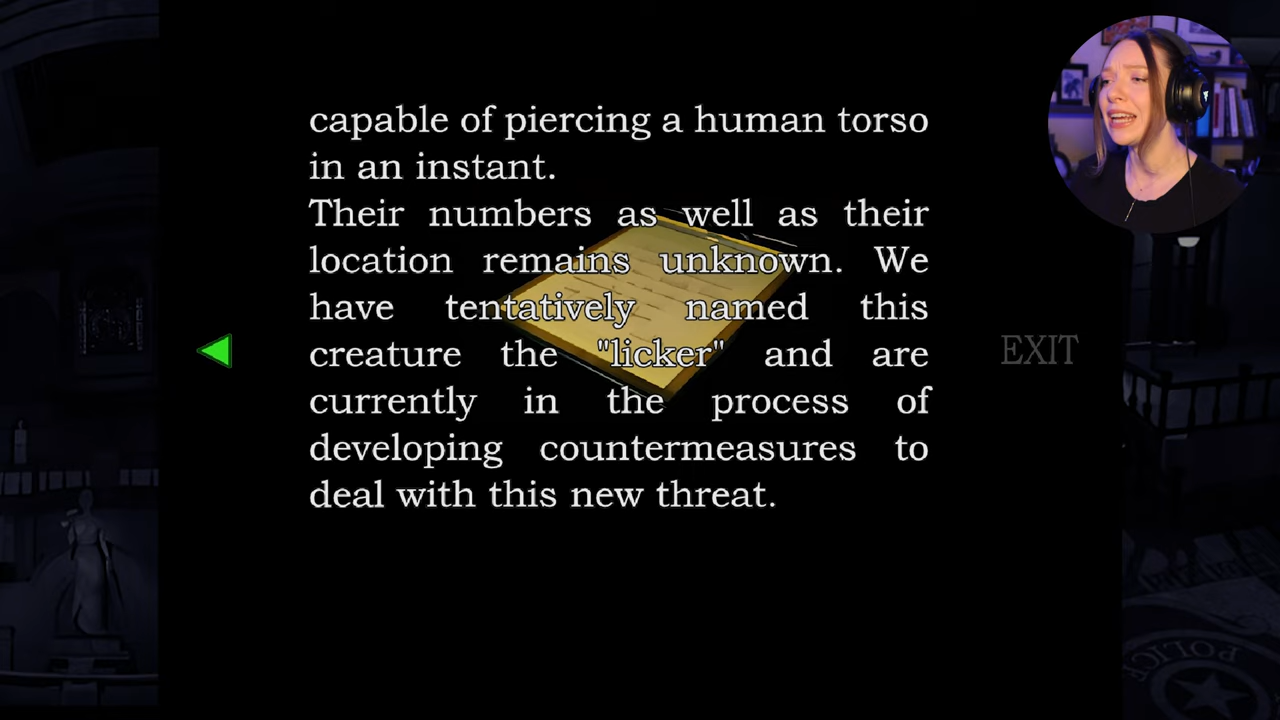 capable of piercing a human torso
in an instant.
Their numbers as well as their
location remains unknown. We
have tentatively named this
creature the "licker" and are
currently in the process of
developing countermeasures to
deal with this new threat.
EXIT
POLICE